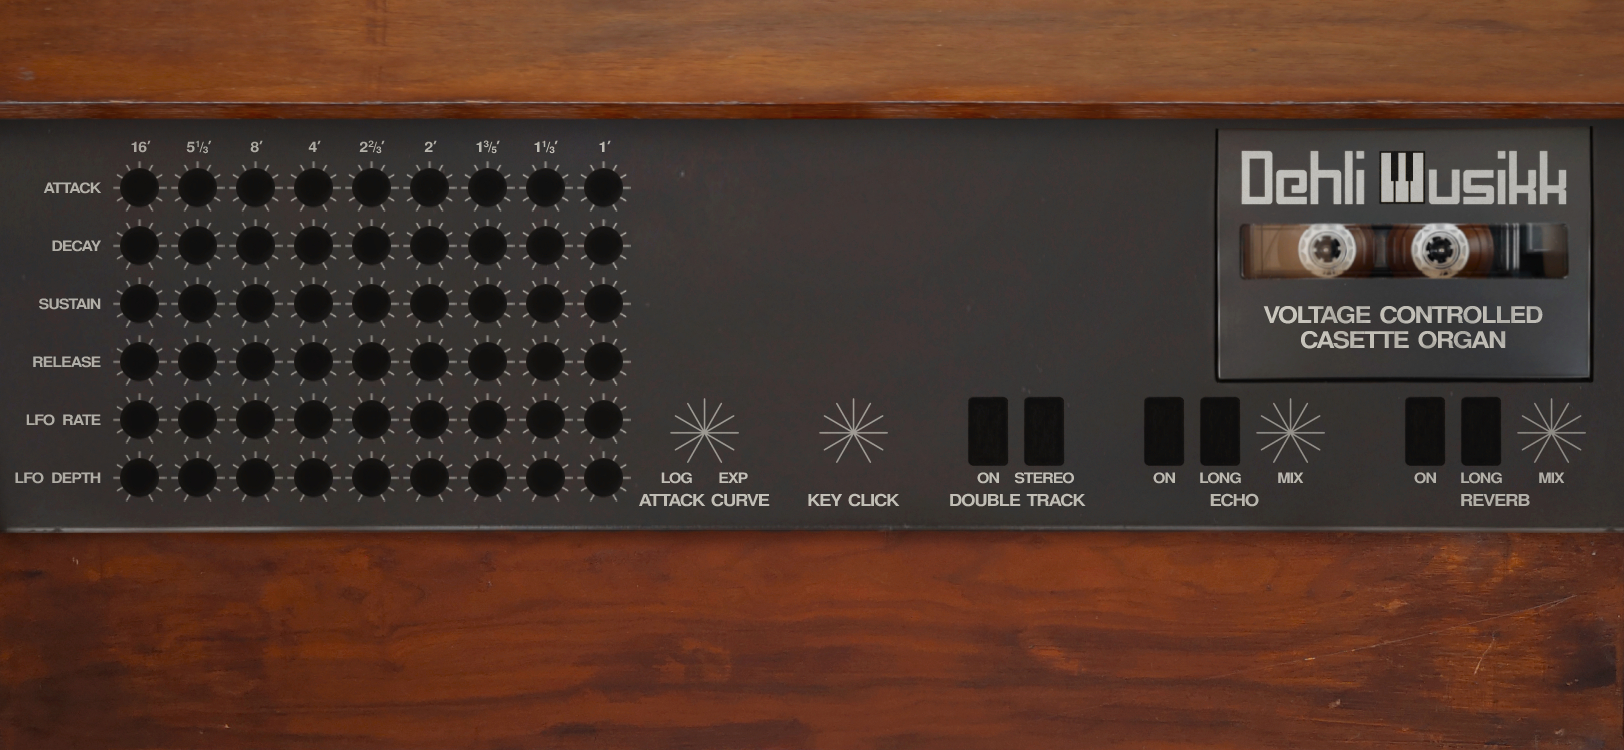 16′ 5⅓′ 8′ 4′ 2⅔′ 2′ 1⅗′ 1⅓′ 1′
ATTACK
DECAY
SUSTAIN
RELEASE
LFO RATE
LFO DEPTH
LOG EXP
ATTACK CURVE
KEY CLICK
ON STEREO
DOUBLE TRACK
ON LONG MIX
ECHO
ON LONG MIX
REVERB
Dehli Musikk
VOLTAGE CONTROLLED
CASETTE ORGAN